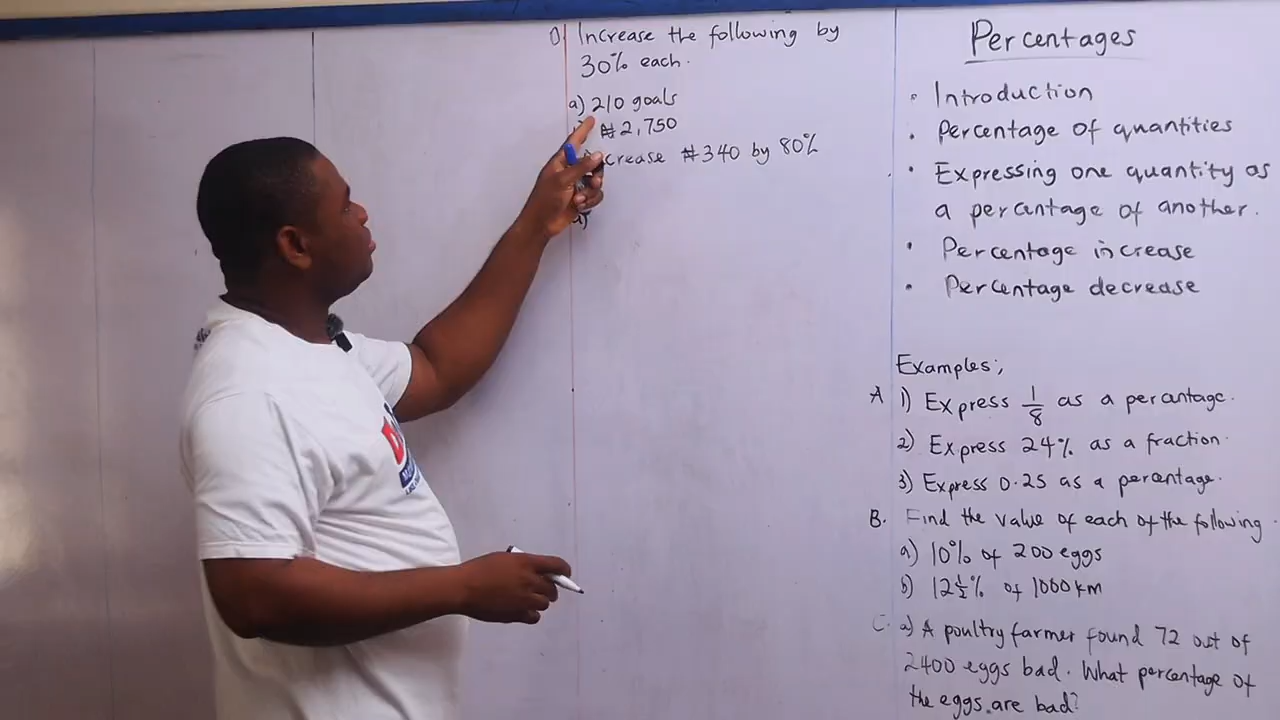 D Increase the following by
30% each.
a) 210 goals
₦2,750
crease ₦340 by 80%
a)
Percentages
• Introduction
• Percentage of quantities
• Expressing one quantity as
a percentage of another.
• Percentage increase
• Percentage decrease
Examples;
A 1) Express 1/8 as a percentage.
2) Express 24% as a fraction.
3) Express 0.25 as a percentage.
B. Find the value of each of the following.
a) 10% of 200 eggs
b) 12½% of 1000km
C. a) A poultry farmer found 72 out of
2400 eggs bad. What percentage of
the eggs are bad?